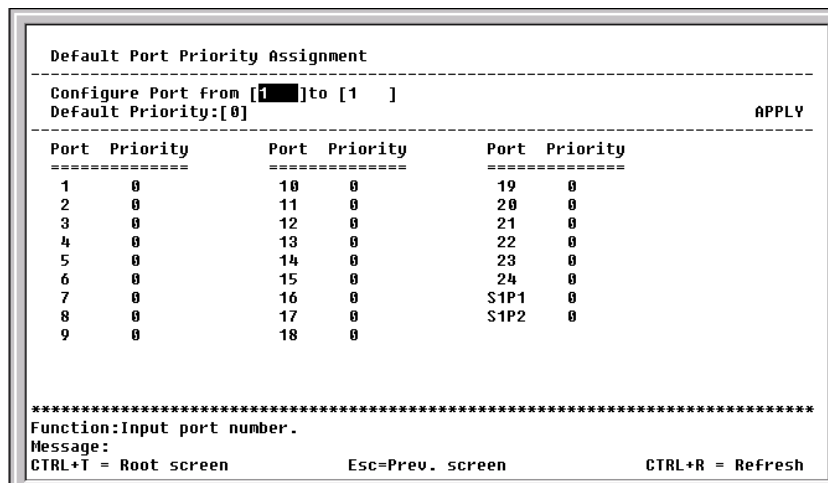 Default Port Priority Assignment
--------------------------------------------------------------------------------
Configure Port from [1   ]to [1   ]
Default Priority:[0]                                                   APPLY
--------------------------------------------------------------------------------
Port  Priority        Port  Priority        Port  Priority
==============        ==============        ==============
1      0              10     0              19     0
2      0              11     0              20     0
3      0              12     0              21     0
4      0              13     0              22     0
5      0              14     0              23     0
6      0              15     0              24     0
7      0              16     0              S1P1   0
8      0              17     0              S1P2   0
9      0              18     0
********************************************************************************
Function:Input port number.
Message:
CTRL+T = Root screen            Esc=Prev. screen              CTRL+R = Refresh